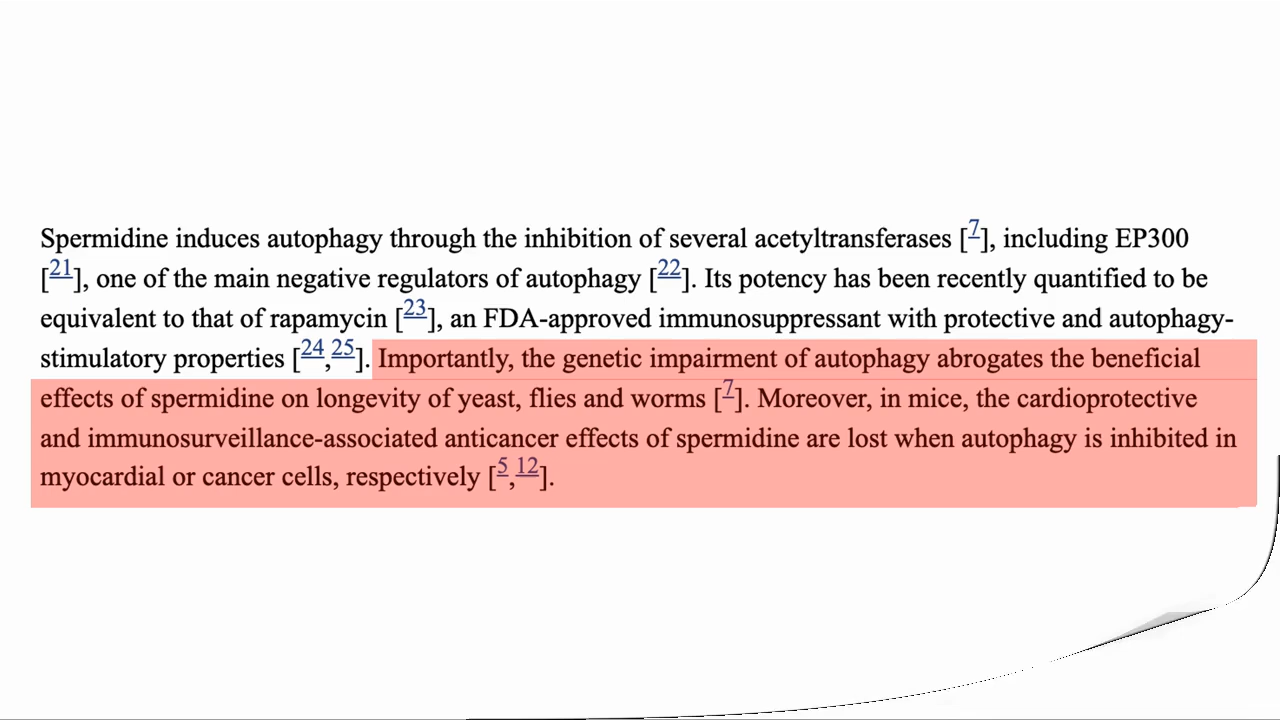 Spermidine induces autophagy through the inhibition of several acetyltransferases [7], including EP300
[21], one of the main negative regulators of autophagy [22]. Its potency has been recently quantified to be
equivalent to that of rapamycin [23], an FDA-approved immunosuppressant with protective and autophagy-
stimulatory properties [24,25]. Importantly, the genetic impairment of autophagy abrogates the beneficial
effects of spermidine on longevity of yeast, flies and worms [7]. Moreover, in mice, the cardioprotective
and immunosurveillance-associated anticancer effects of spermidine are lost when autophagy is inhibited in
myocardial or cancer cells, respectively [5,12].